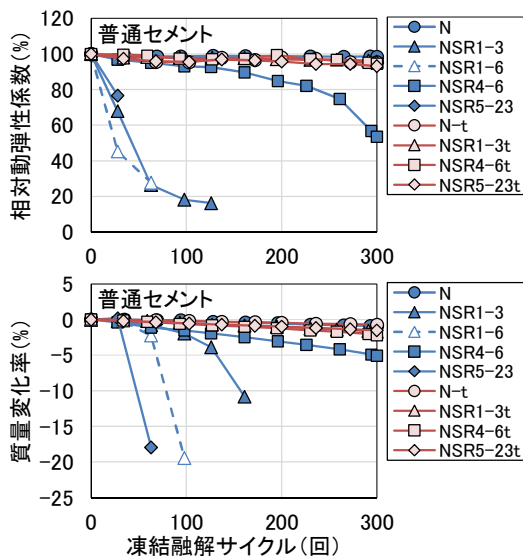 普通セメント
相対動弾性係数(%)
120
100
80
60
40
20
0
0
100
200
300
N
NSR1-3
NSR1-6
NSR4-6
NSR5-23
N-t
NSR1-3t
NSR4-6t
NSR5-23t
普通セメント
質量変化率(%)
5
0
-5
-10
-15
-20
-25
0
100
200
300
凍結融解サイクル(回)
N
NSR1-3
NSR1-6
NSR4-6
NSR5-23
N-t
NSR1-3t
NSR4-6t
NSR5-23t